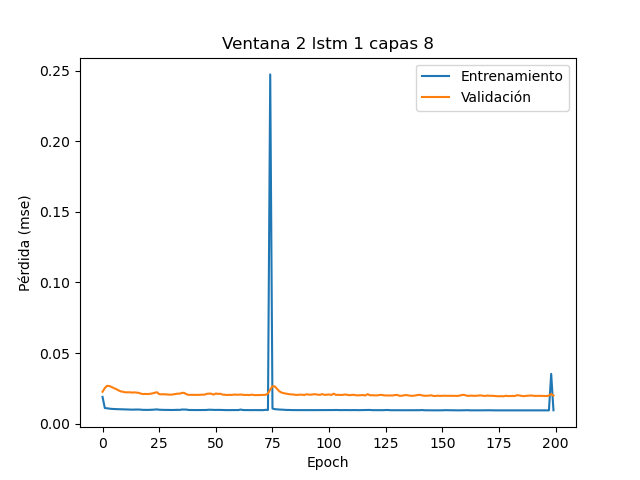 Ventana 2 lstm 1 capas 8
Entrenamiento
Validación
Pérdida (mse)
0.25
0.20
0.15
0.10
0.05
0.00
0 25 50 75 100 125 150 175 200
Epoch